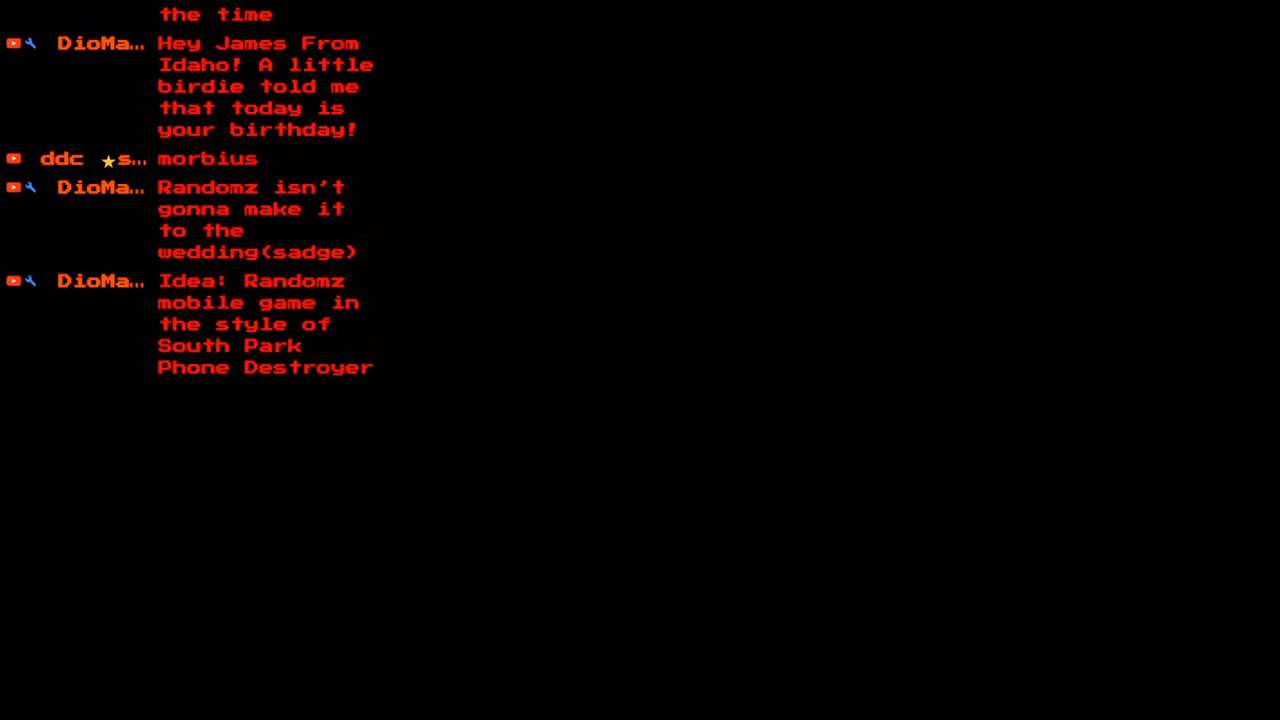 the time
DioMa… Hey James From
Idaho! A little
birdie told me
that today is
your birthday!
ddc ⭐s… morbius
DioMa… Randomz isn't
gonna make it
to the
wedding(sadge)
DioMa… Idea: Randomz
mobile game in
the style of
South Park
Phone Destroyer